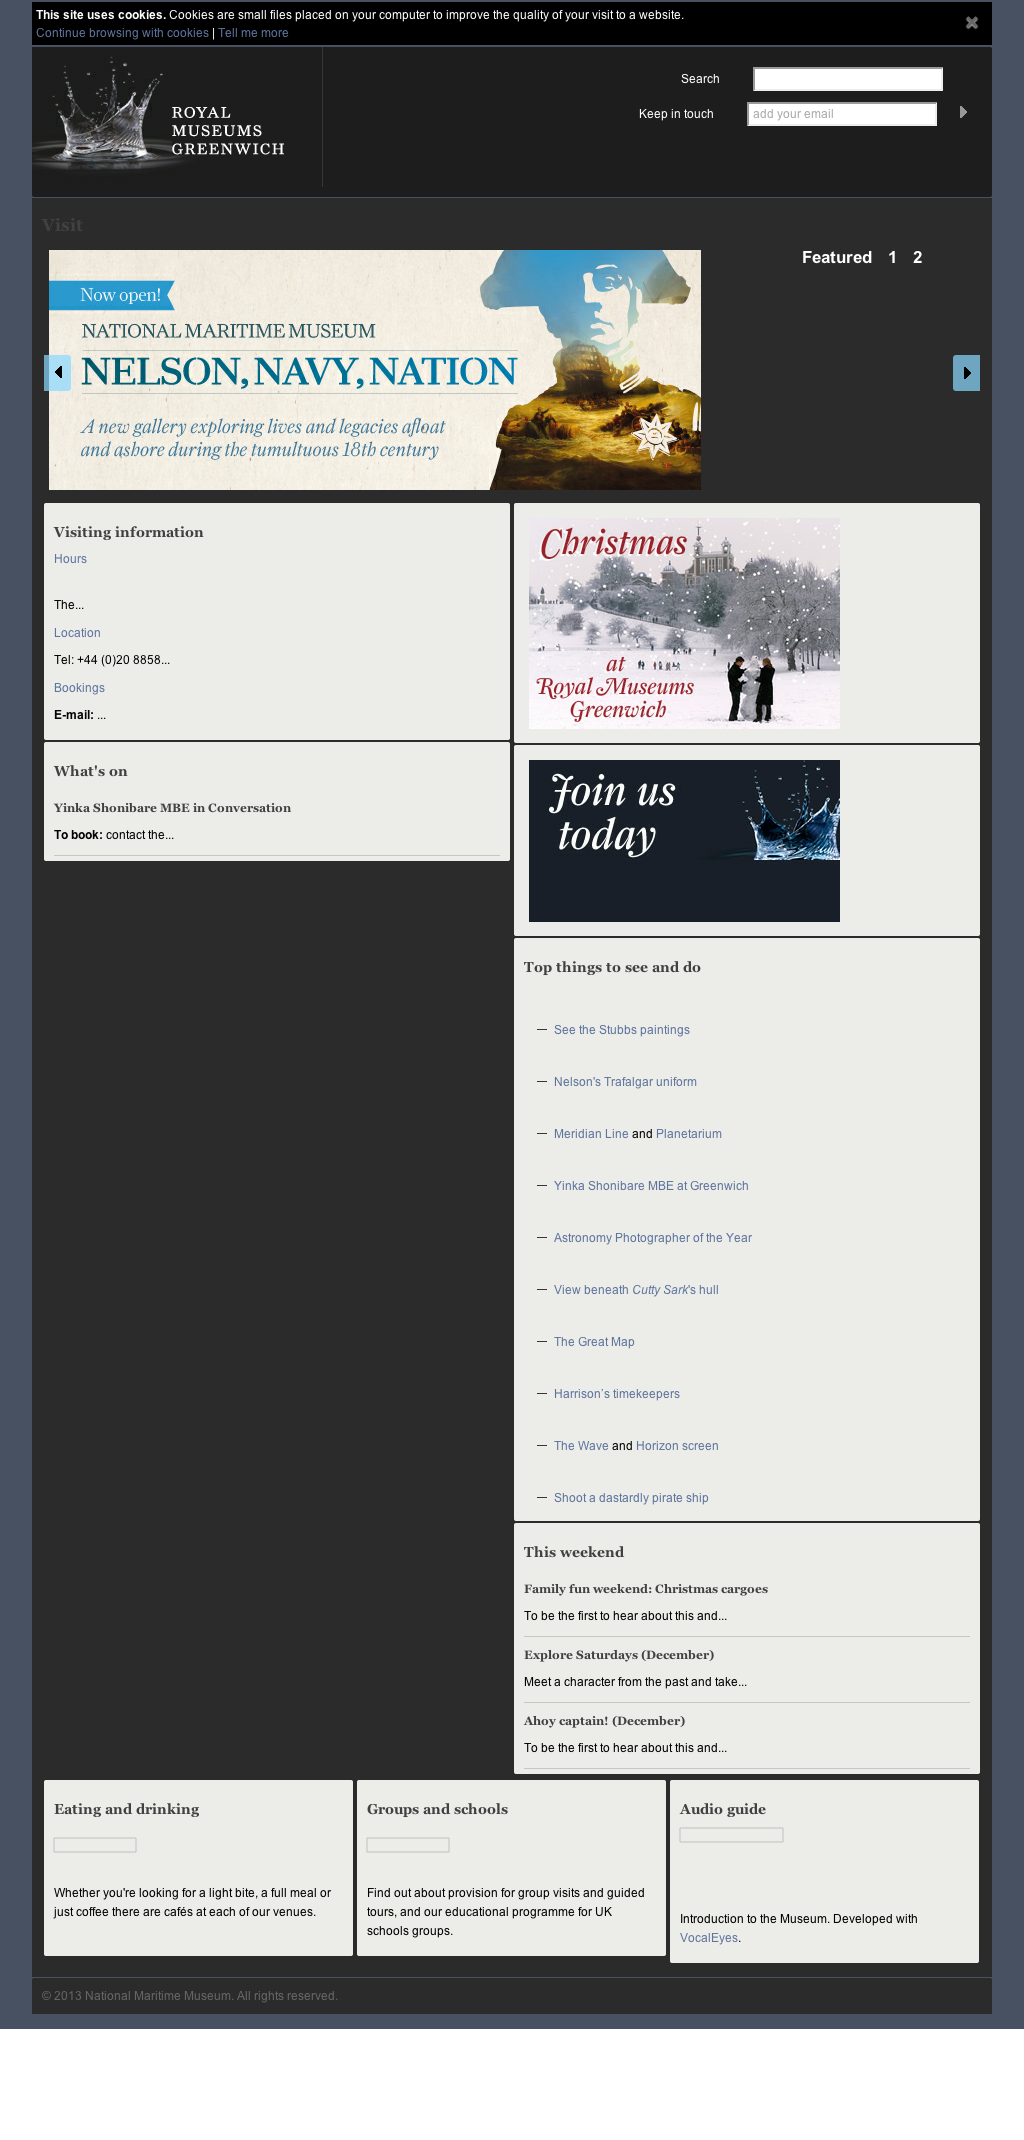 This site uses cookies. Cookies are small files placed on your computer to improve the quality of your visit to a website.
Continue browsing with cookies | Tell me more
ROYAL
MUSEUMS
GREENWICH
Search
Keep in touch
add your email
Visit
Featured 1 2
Now open!
NATIONAL MARITIME MUSEUM
NELSON, NAVY, NATION
A new gallery exploring lives and legacies afloat
and ashore during the tumultuous 18th century
Visiting information
Hours
The...
Location
Tel: +44 (0)20 8858...
Bookings
E-mail: ...
What's on
Yinka Shonibare MBE in Conversation
To book: contact the...
Christmas
at
Royal Museums
Greenwich
Join us
today
Top things to see and do
— See the Stubbs paintings
— Nelson's Trafalgar uniform
— Meridian Line and Planetarium
— Yinka Shonibare MBE at Greenwich
— Astronomy Photographer of the Year
— View beneath Cutty Sark's hull
— The Great Map
— Harrison's timekeepers
— The Wave and Horizon screen
— Shoot a dastardly pirate ship
This weekend
Family fun weekend: Christmas cargoes
To be the first to hear about this and...
Explore Saturdays (December)
Meet a character from the past and take...
Ahoy captain! (December)
To be the first to hear about this and...
Eating and drinking
Whether you're looking for a light bite, a full meal or
just coffee there are cafés at each of our venues.
Groups and schools
Find out about provision for group visits and guided
tours, and our educational programme for UK
schools groups.
Audio guide
Introduction to the Museum. Developed with
VocalEyes.
© 2013 National Maritime Museum. All rights reserved.